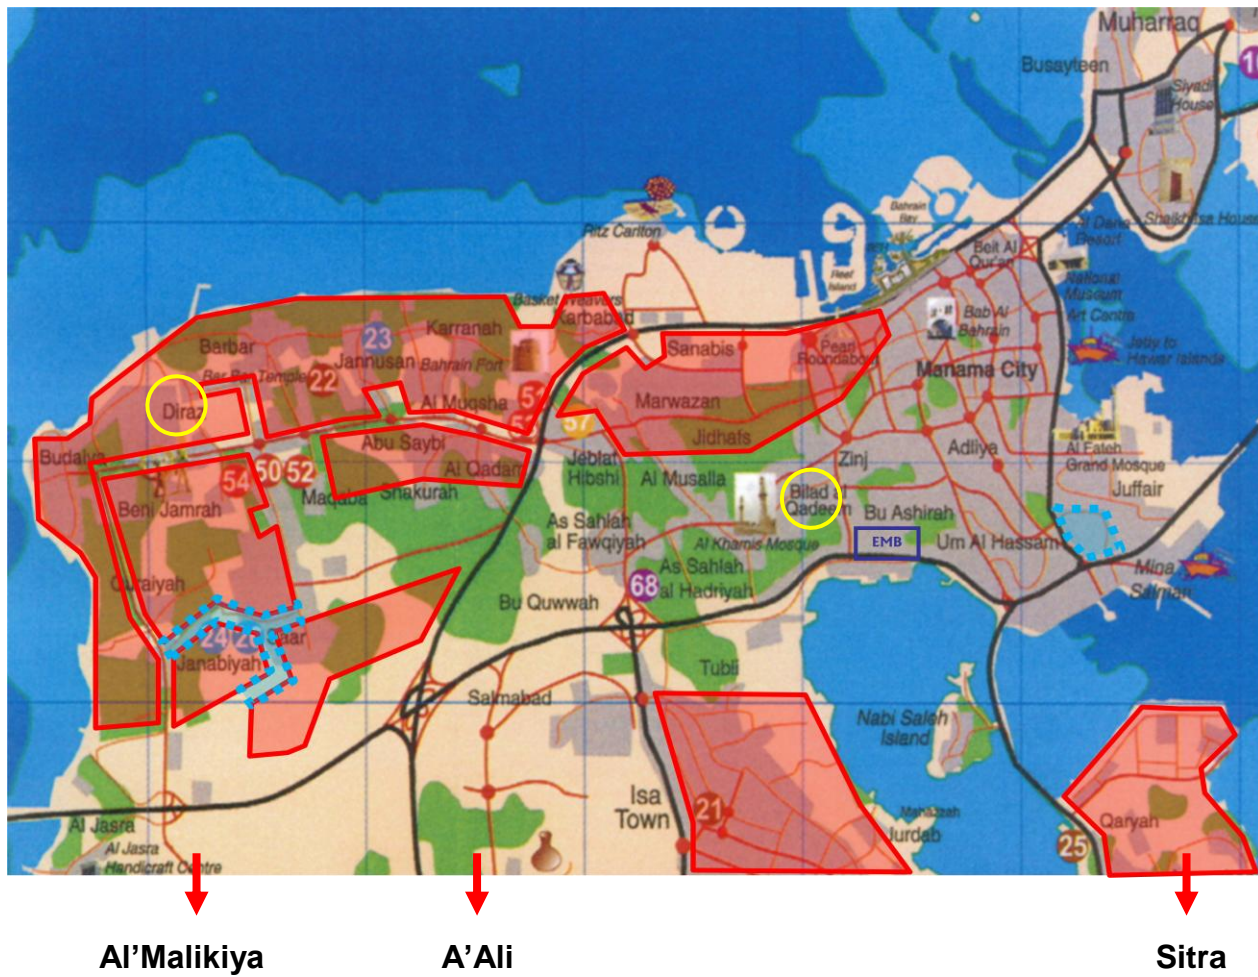 Muharraq
Busayteen
Siyadi
House
Shaikh Isa House
Ritz Carlton
Bahrain
Bay
Reef
Island
Beit Al
Qur'an
Al Dana
Resort
National
Museum
Art Centre
Jetty to
Hawar Islands
Bab Al
Bahrain
Manama City
Basket Weavers
Karbabad
Karranah
23
Jannusan
Barbar
Bar Bar Temple
22
Bahrain Fort
Sanabis
Pearl
Roundabout
Diraz
Al Muqsha
51
53
57
Marwazan
Jidhafs
Abu Saybi
Al Qadam
Budaiya
54
50
52
Maqaba
Shakurah
Jeblat
Hibshi
Al Musalla
Zinj
Adliya
Al Fateh
Grand Mosque
Juffair
Beni Jamrah
Bilad al
Qadeem
Bu Ashirah
As Sahlah
al Fawqiyah
Al Khamis Mosque
EMB
Um Al Hassam
Mina
Salman
Quraiyah
68
As Sahlah
al Hadriyah
Bu Quwwah
24
Janabiyah
Tubli
Salmabad
Nabi Saleh
Island
Isa
Town
21
Jurdab
Qaryah
25
Al Jasra
Al Jasra
Handicraft Centre
Al’Malikiya
A’Ali
Sitra